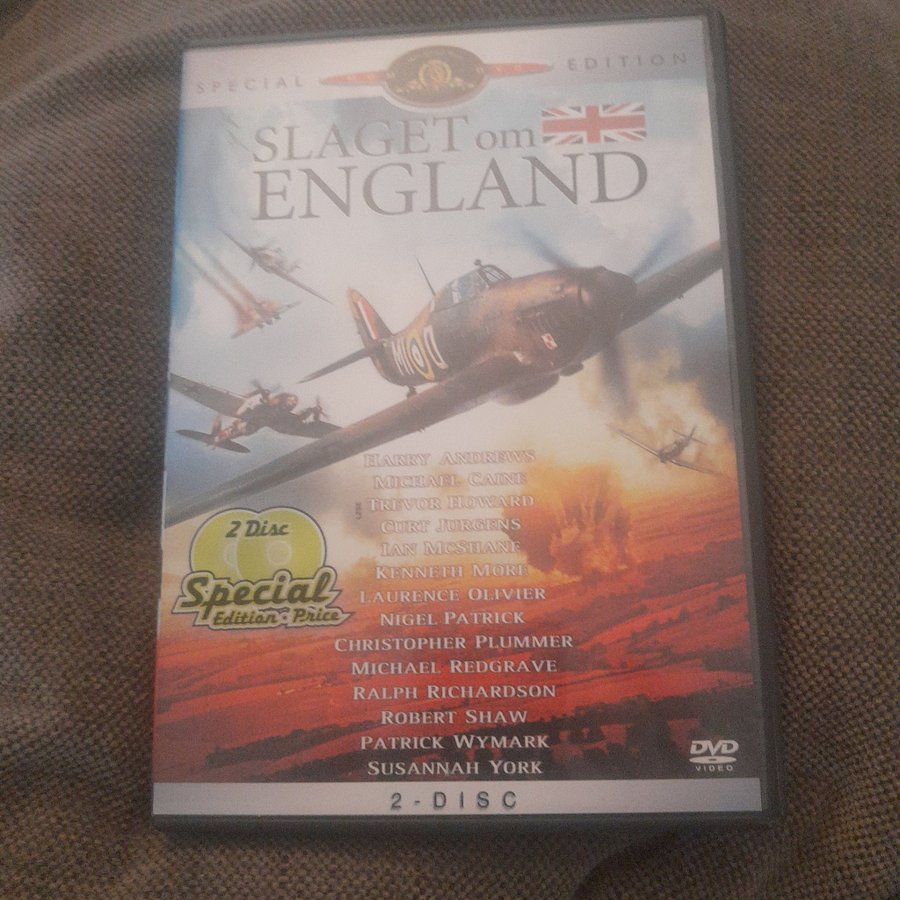 SPECIAL EDITION
SLAGET om
ENGLAND
HARRY ANDREWS
MICHAEL CAINE
TREVOR HOWARD
CURT JURGENS
IAN MCSHANE
KENNETH MORE
LAURENCE OLIVIER
NIGEL PATRICK
CHRISTOPHER PLUMMER
MICHAEL REDGRAVE
RALPH RICHARDSON
ROBERT SHAW
PATRICK WYMARK
SUSANNAH YORK
2 Disc
Special
Edition • Price
DVD
VIDEO
2-DISC